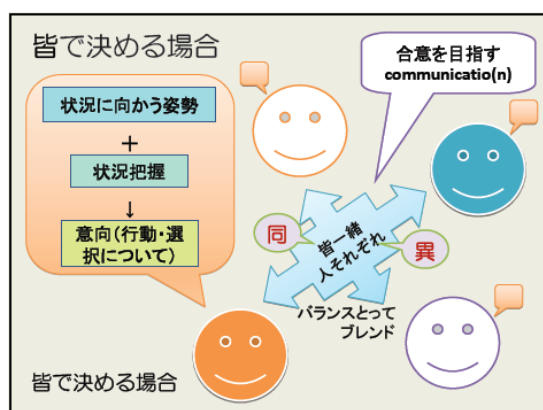 皆で決める場合
状況に向かう姿勢
+
状況把握
↓
意向(行動・選
択について)
合意を目指す
communicatio(n)
同
皆一緒
人それぞれ
異
バランスとって
ブレンド
皆で決める場合